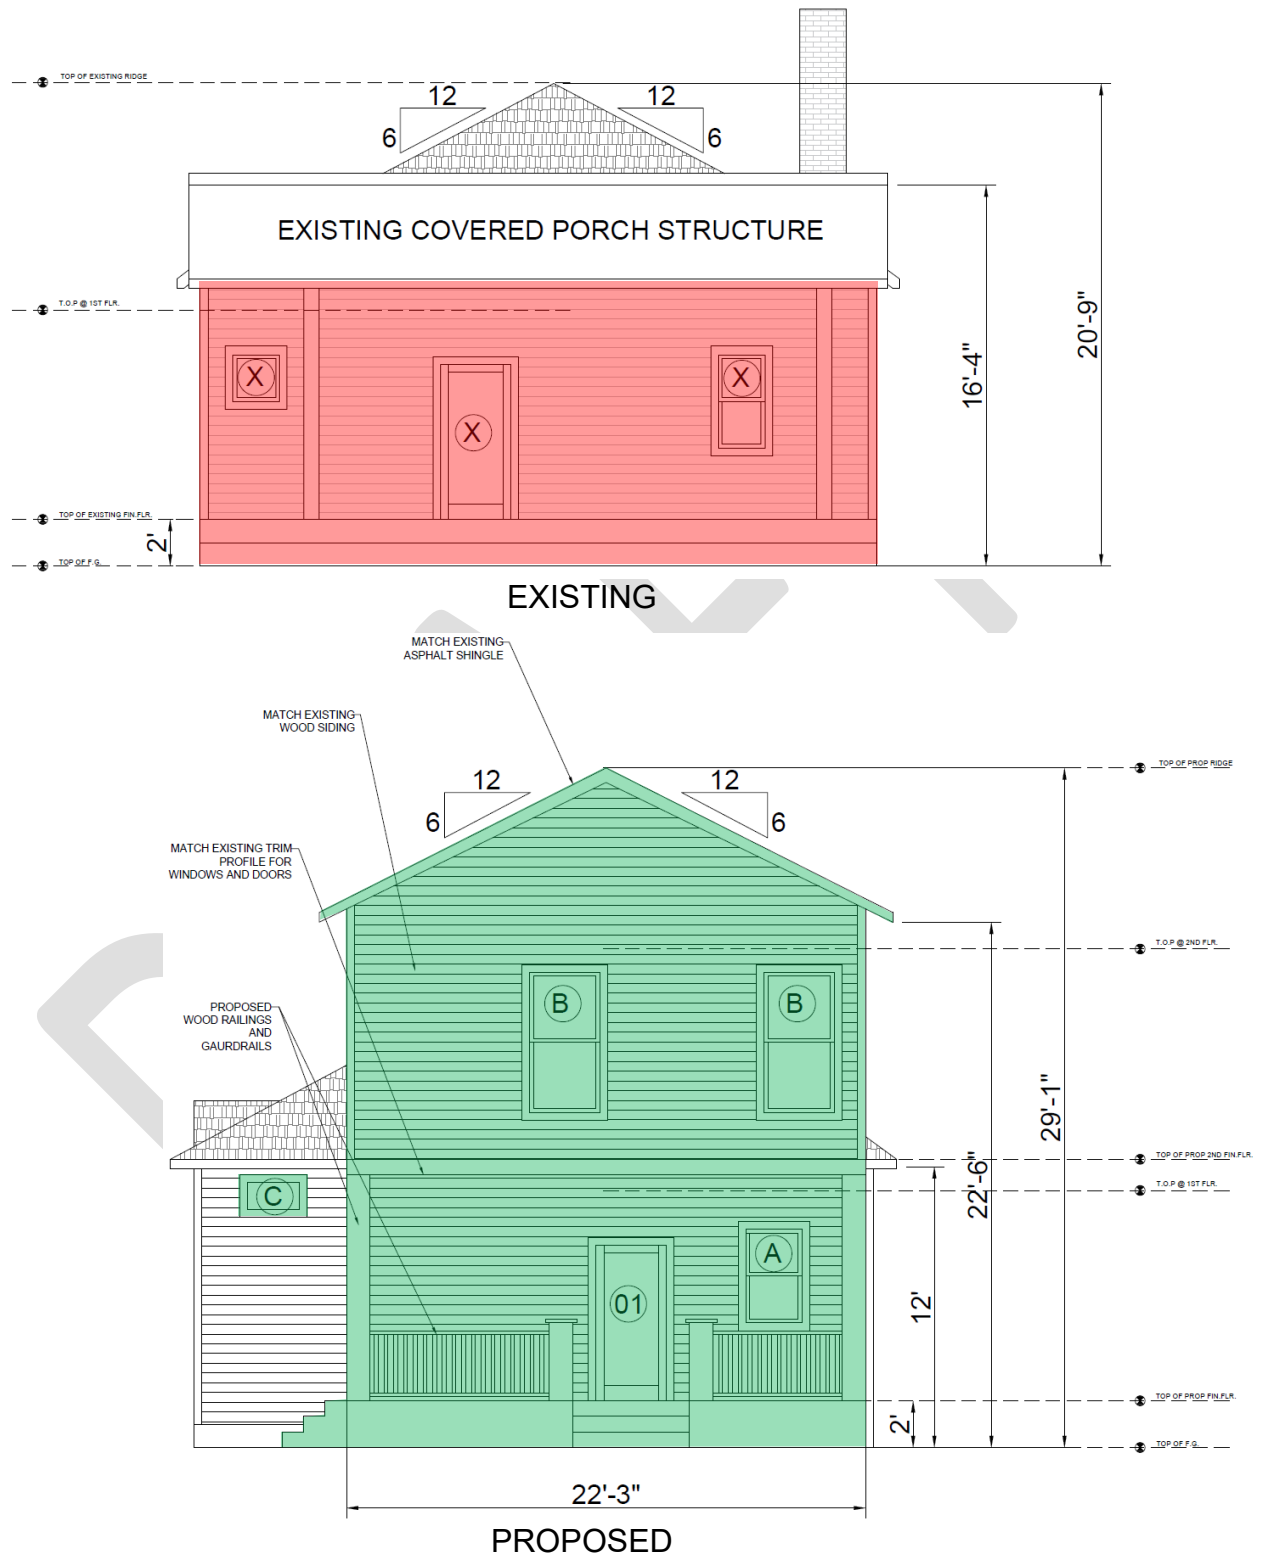 TOP OF EXISTING RIDGE
12
12
6
6
EXISTING COVERED PORCH STRUCTURE
16'-4"
20'-9"
T.O.P @ 1ST FLR.
X
X
X
TOP OF EXISTING FIN.FLR.
2'
TOP OF F.G.
EXISTING
MATCH EXISTING
ASPHALT SHINGLE
MATCH EXISTING
WOOD SIDING
TOP OF PROP RIDGE
12
12
6
6
MATCH EXISTING TRIM
PROFILE FOR
WINDOWS AND DOORS
T.O.P @ 2ND FLR.
B
B
PROPOSED
WOOD RAILINGS
AND
GAURDRAILS
29'-1"
22'-6"
TOP OF PROP 2ND FIN.FLR.
T.O.P @ 1ST FLR.
C
A
01
12'
TOP OF PROP FIN.FLR.
2'
TOP OF F.G.
22'-3"
PROPOSED